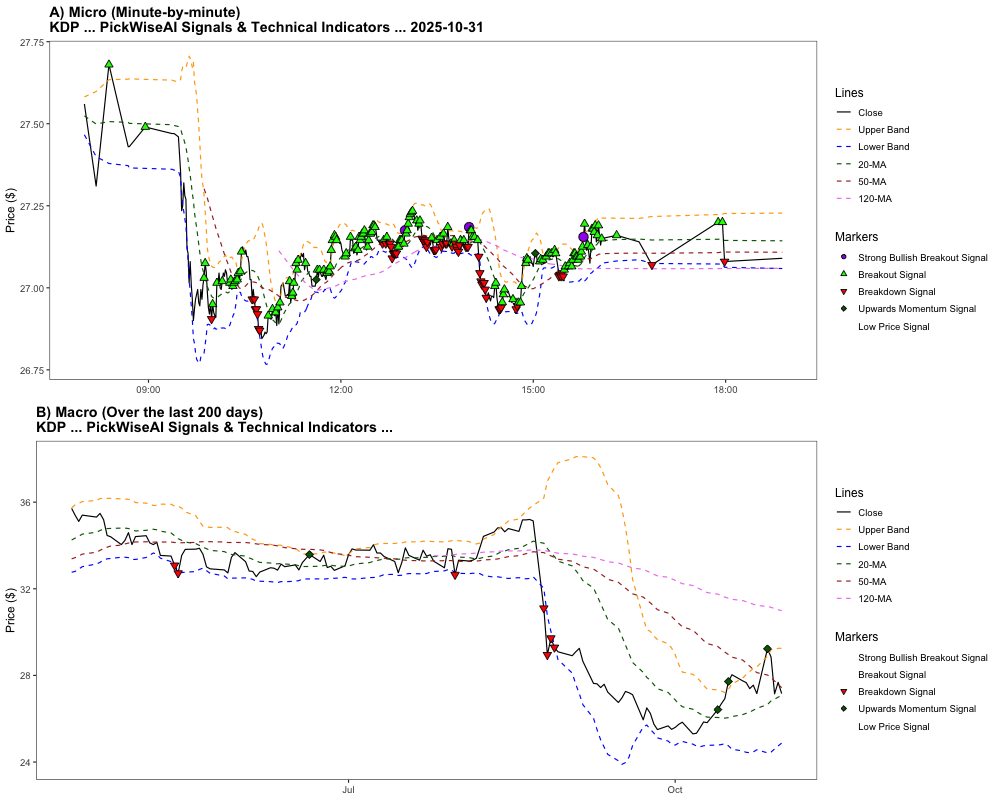 A) Micro (Minute-by-minute)
KDP ... PickWiseAI Signals & Technical Indicators ... 2025-10-31
27.75
27.50
27.25
27.00
26.75
Price ($)
09:00
12:00
15:00
18:00
Lines
Close
Upper Band
Lower Band
20-MA
50-MA
120-MA
Markers
Strong Bullish Breakout Signal
Breakout Signal
Breakdown Signal
Upwards Momentum Signal
Low Price Signal
B) Macro (Over the last 200 days)
KDP ... PickWiseAI Signals & Technical Indicators ...
36
32
28
24
Price ($)
Jul
Oct
Lines
Close
Upper Band
Lower Band
20-MA
50-MA
120-MA
Markers
Strong Bullish Breakout Signal
Breakout Signal
Breakdown Signal
Upwards Momentum Signal
Low Price Signal